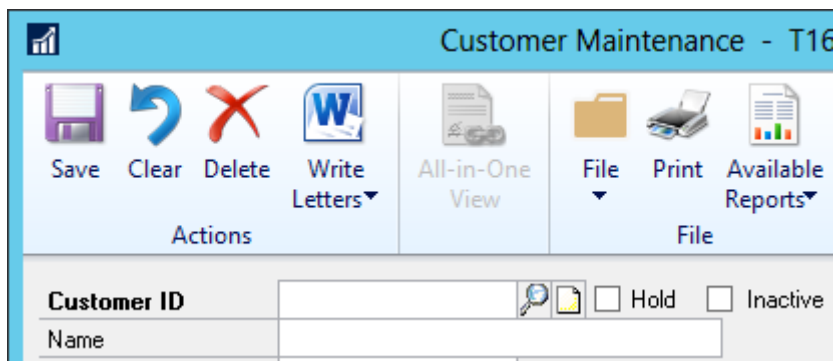 Customer Maintenance - T16
Save Clear Delete Write Letters All-in-One View File Print Available Reports
Actions File
Customer ID Hold Inactive
Name